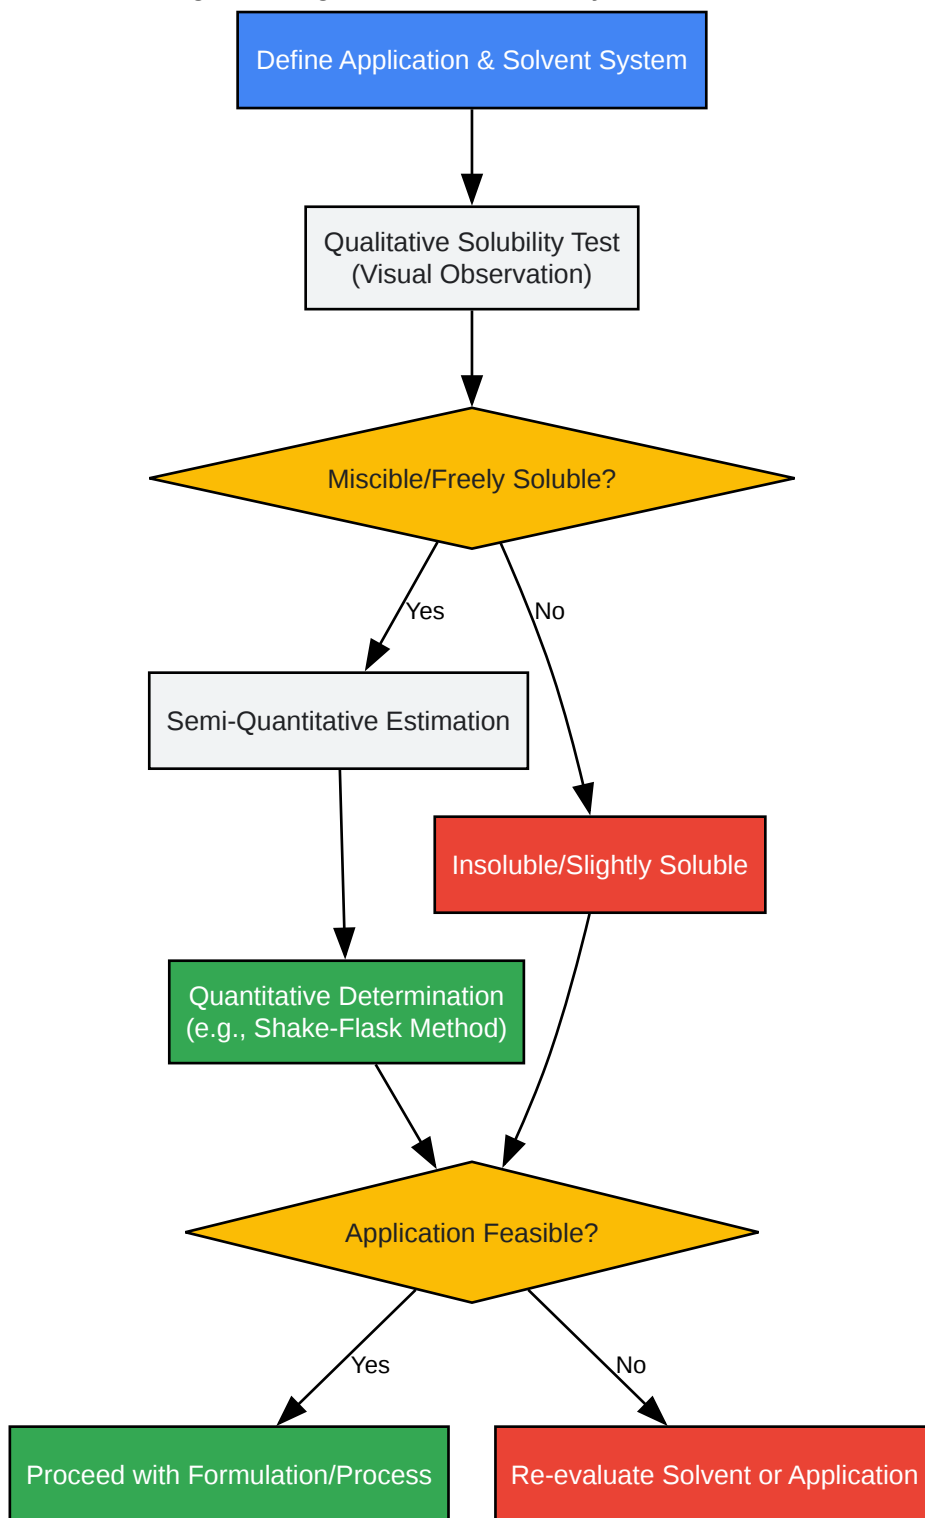 Define Application & Solvent System
Qualitative Solubility Test
(Visual Observation)
Miscible/Freely Soluble?
Yes
No
Semi-Quantitative Estimation
Insoluble/Slightly Soluble
Quantitative Determination
(e.g., Shake-Flask Method)
Application Feasible?
Yes
No
Proceed with Formulation/Process
Re-evaluate Solvent or Application